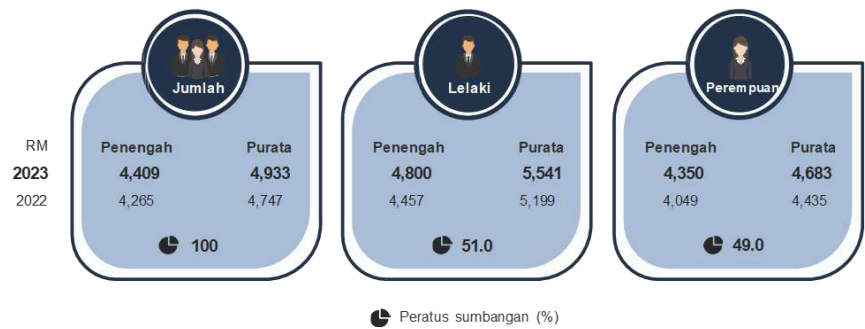 Jumlah
Lelaki
Perempuan
RM
Penengah Purata Penengah Purata Penengah Purata
2023 4,409 4,933 4,800 5,541 4,350 4,683
2022 4,265 4,747 4,457 5,199 4,049 4,435
100 51.0 49.0
Peratus sumbangan (%)